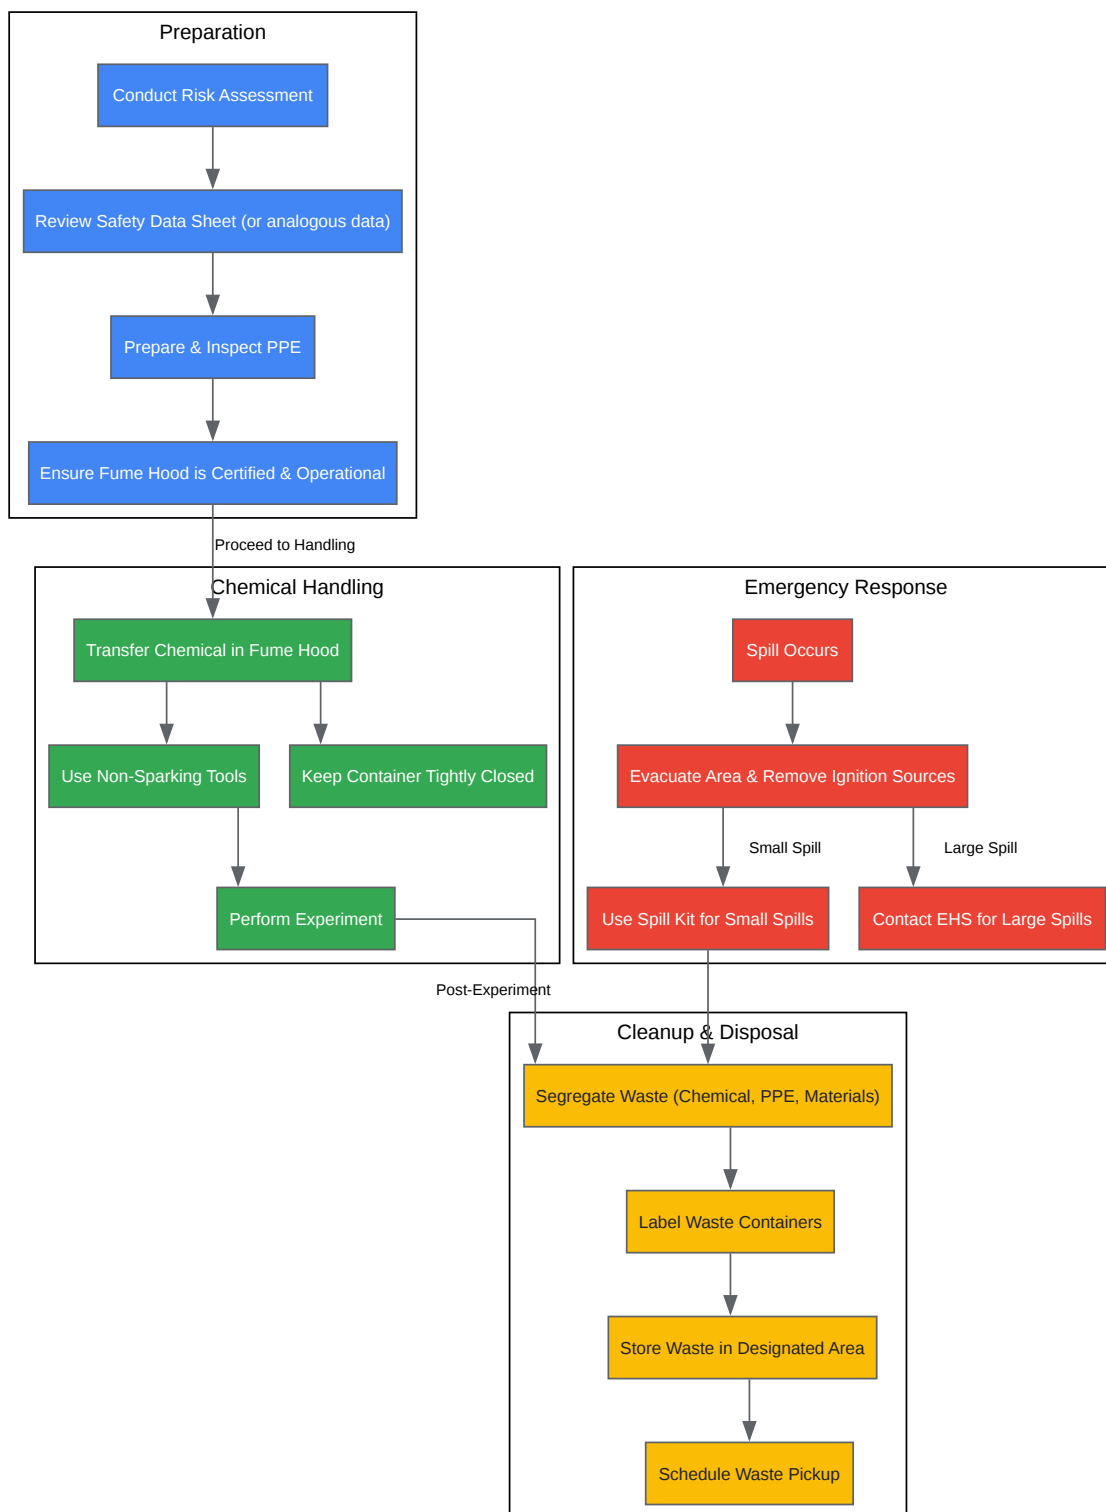 Preparation
Conduct Risk Assessment
Review Safety Data Sheet (or analogous data)
Prepare & Inspect PPE
Ensure Fume Hood is Certified & Operational
Proceed to Handling
Chemical Handling
Transfer Chemical in Fume Hood
Use Non-Sparking Tools
Keep Container Tightly Closed
Perform Experiment
Post-Experiment
Emergency Response
Spill Occurs
Evacuate Area & Remove Ignition Sources
Small Spill
Large Spill
Use Spill Kit for Small Spills
Contact EHS for Large Spills
Cleanup & Disposal
Segregate Waste (Chemical, PPE, Materials)
Label Waste Containers
Store Waste in Designated Area
Schedule Waste Pickup